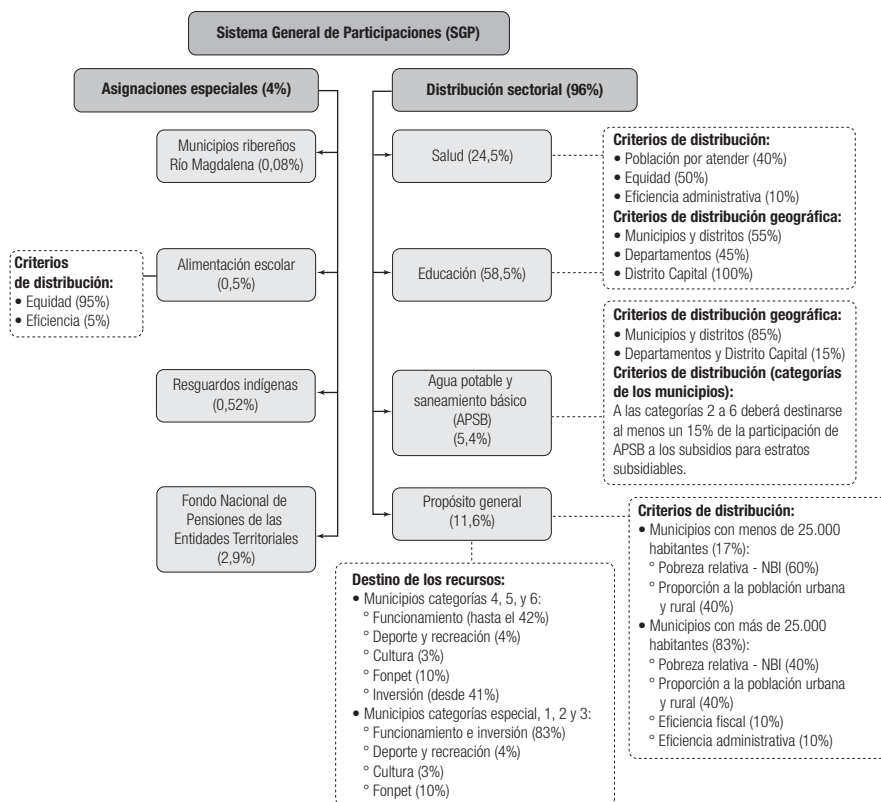 Sistema General de Participaciones (SGP)
Asignaciones especiales (4%)
Municipios ribereños
Río Magdalena (0,08%)
Alimentación escolar
(0,5%)
Criterios
de distribución:
• Equidad (95%)
• Eficiencia (5%)
Resguardos indígenas
(0,52%)
Fondo Nacional de
Pensiones de las
Entidades Territoriales
(2,9%)
Distribución sectorial (96%)
Salud (24,5%)
Criterios de distribución:
• Población por atender (40%)
• Equidad (50%)
• Eficiencia administrativa (10%)
Criterios de distribución geográfica:
• Municipios y distritos (55%)
• Departamentos (45%)
• Distrito Capital (100%)
Educación (58,5%)
Agua potable y
saneamiento básico
(APSB)
(5,4%)
Criterios de distribución geográfica:
• Municipios y distritos (85%)
• Departamentos y Distrito Capital (15%)
Criterios de distribución (categorías
de los municipios):
A las categorías 2 a 6 deberá destinarse
al menos un 15% de la participación de
APSB a los subsidios para estratos
subsidiables.
Propósito general
(11,6%)
Criterios de distribución:
• Municipios con menos de 25.000
habitantes (17%):
° Pobreza relativa - NBI (60%)
° Proporción a la población urbana
y rural (40%)
• Municipios con más de 25.000
habitantes (83%):
° Pobreza relativa - NBI (40%)
° Proporción a la población urbana
y rural (40%)
° Eficiencia fiscal (10%)
° Eficiencia administrativa (10%)
Destino de los recursos:
• Municipios categorías 4, 5, y 6:
° Funcionamiento (hasta el 42%)
° Deporte y recreación (4%)
° Cultura (3%)
° Fonpet (10%)
° Inversión (desde 41%)
• Municipios categorías especial, 1, 2 y 3:
° Funcionamiento e inversión (83%)
° Deporte y recreación (4%)
° Cultura (3%)
° Fonpet (10%)